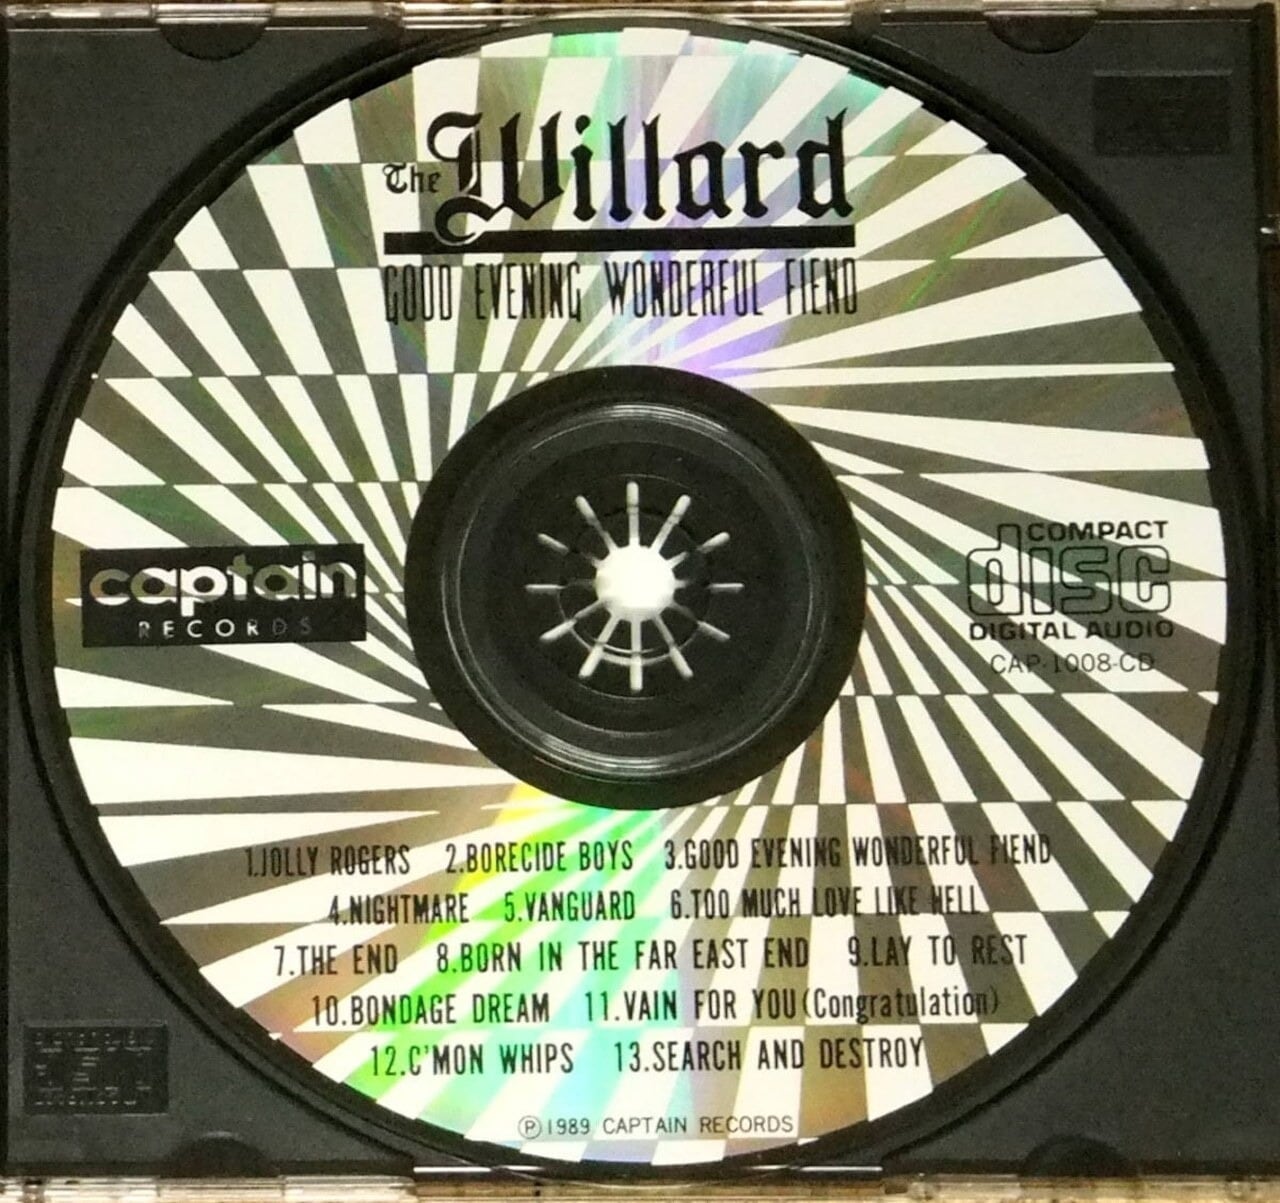 The Willard
GOOD EVENING WONDERFUL FIEND
captain
RECORDS
COMPACT
disc
DIGITAL AUDIO
CAP-1008-CD
1.JOLLY ROGERS 2.BORECIDE BOYS 3.GOOD EVENING WONDERFUL FIEND
4.NIGHTMARE 5.VANGUARD 6.TOO MUCH LOVE LIKE HELL
7.THE END 8.BORN IN THE FAR EAST END 9.LAY TO REST
10.BONDAGE DREAM 11.VAIN FOR YOU(Congratulation)
12.C'MON WHIPS 13.SEARCH AND DESTROY
Ⓟ1989 CAPTAIN RECORDS